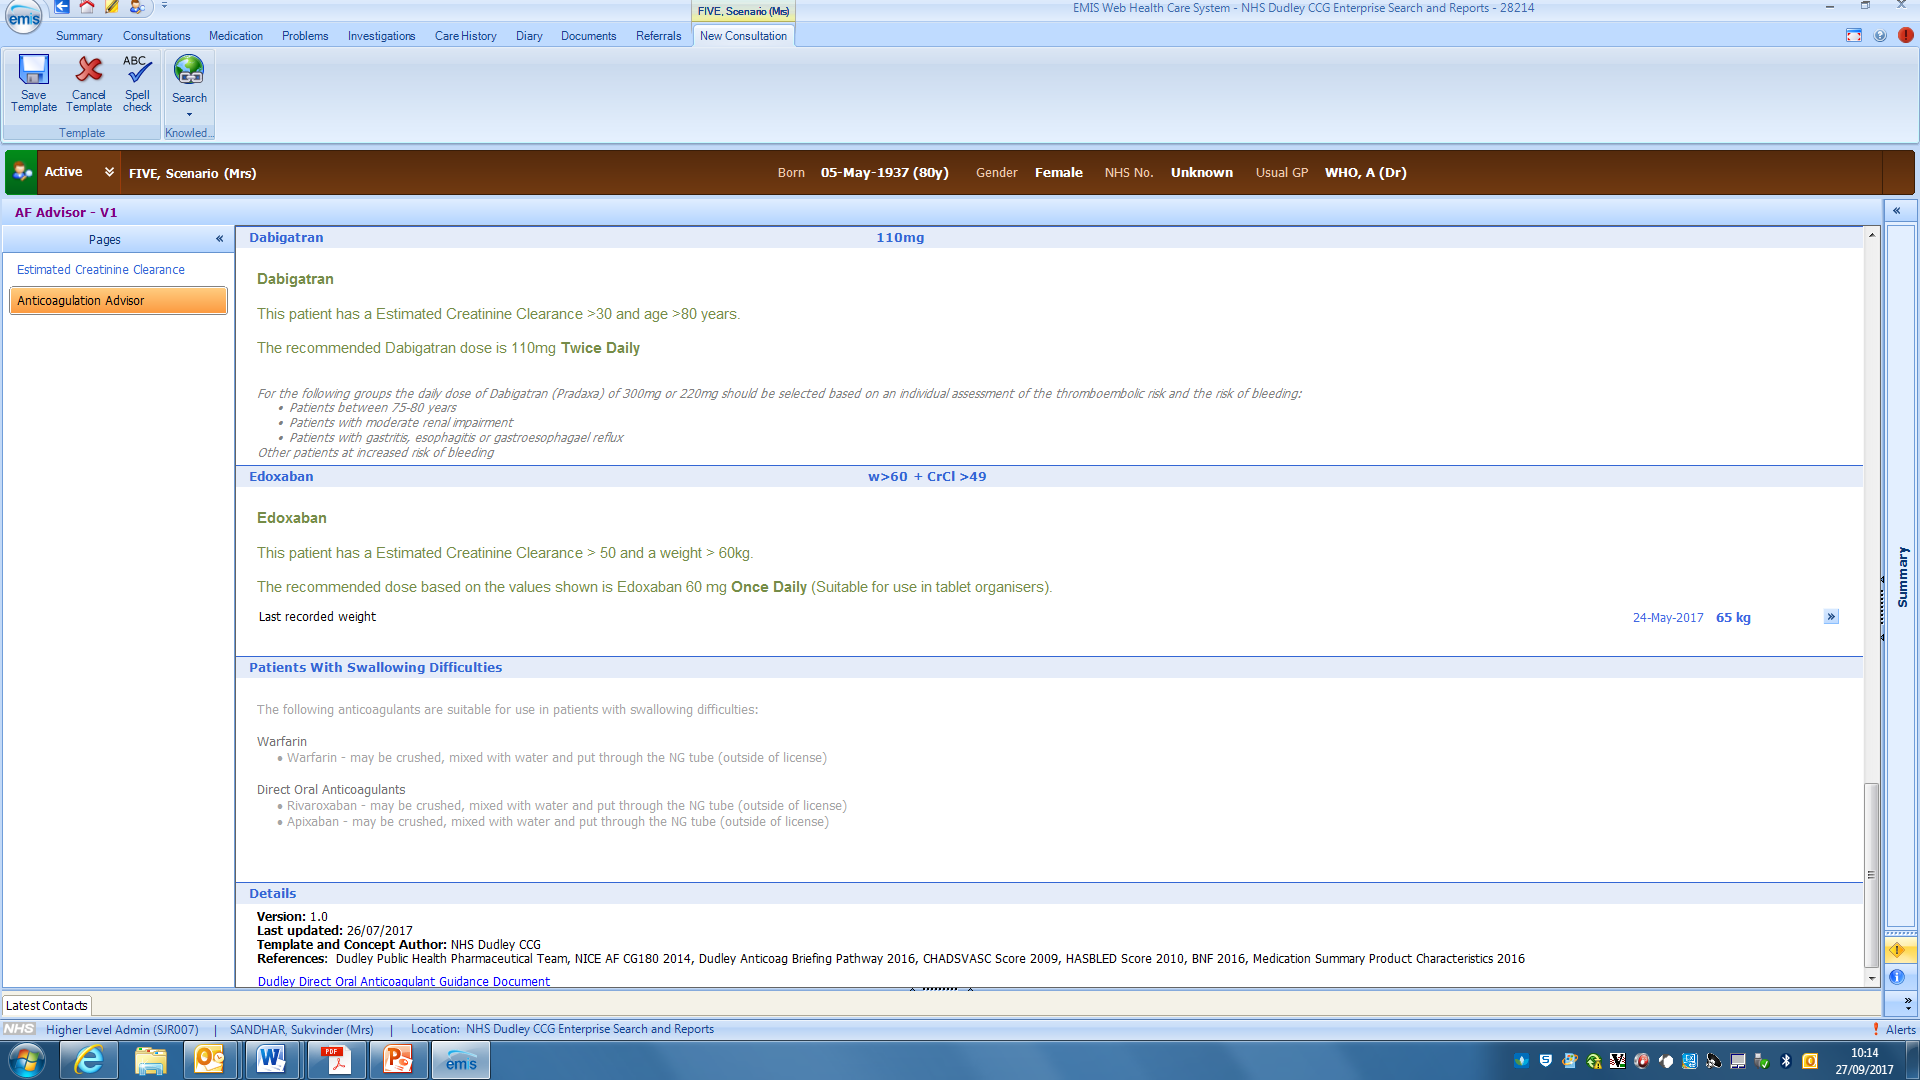 FIVE, Scenario (Mrs)
EMIS Web Health Care System - NHS Dudley CCG Enterprise Search and Reports - 28214
emis
Summary Consultations Medication Problems Investigations Care History Diary Documents Referrals New Consultation
Save Template
Cancel Template
ABC
Spell check
Search
Template
Knowled...
Active FIVE, Scenario (Mrs) Born 05-May-1937 (80y) Gender Female NHS No. Unknown Usual GP WHO, A (Dr)
AF Advisor - V1
Pages
Estimated Creatinine Clearance
Anticoagulation Advisor
Dabigatran 110mg
Dabigatran
This patient has a Estimated Creatinine Clearance >30 and age >80 years.
The recommended Dabigatran dose is 110mg Twice Daily
For the following groups the daily dose of Dabigatran (Pradaxa) of 300mg or 220mg should be selected based on an individual assessment of the thromboembolic risk and the risk of bleeding:
• Patients between 75-80 years
• Patients with moderate renal impairment
• Patients with gastritis, esophagitis or gastroesophagael reflux
Other patients at increased risk of bleeding
Edoxaban w>60 + CrCl >49
Edoxaban
This patient has a Estimated Creatinine Clearance > 50 and a weight > 60kg.
The recommended dose based on the values shown is Edoxaban 60 mg Once Daily (Suitable for use in tablet organisers).
Last recorded weight 24-May-2017 65 kg
Patients With Swallowing Difficulties
The following anticoagulants are suitable for use in patients with swallowing difficulties:
Warfarin
• Warfarin - may be crushed, mixed with water and put through the NG tube (outside of license)
Direct Oral Anticoagulants
• Rivaroxaban - may be crushed, mixed with water and put through the NG tube (outside of license)
• Apixaban - may be crushed, mixed with water and put through the NG tube (outside of license)
Details
Version: 1.0
Last updated: 26/07/2017
Template and Concept Author: NHS Dudley CCG
References: Dudley Public Health Pharmaceutical Team, NICE AF CG180 2014, Dudley Anticoag Briefing Pathway 2016, CHADSVASC Score 2009, HASBLED Score 2010, BNF 2016, Medication Summary Product Characteristics 2016
Dudley Direct Oral Anticoagulant Guidance Document
Summary
Latest Contacts
NHS Higher Level Admin (SJR007) | SANDHAR, Sukvinder (Mrs) | Location: NHS Dudley CCG Enterprise Search and Reports
Alerts
PDF
emis
10:14
27/09/2017